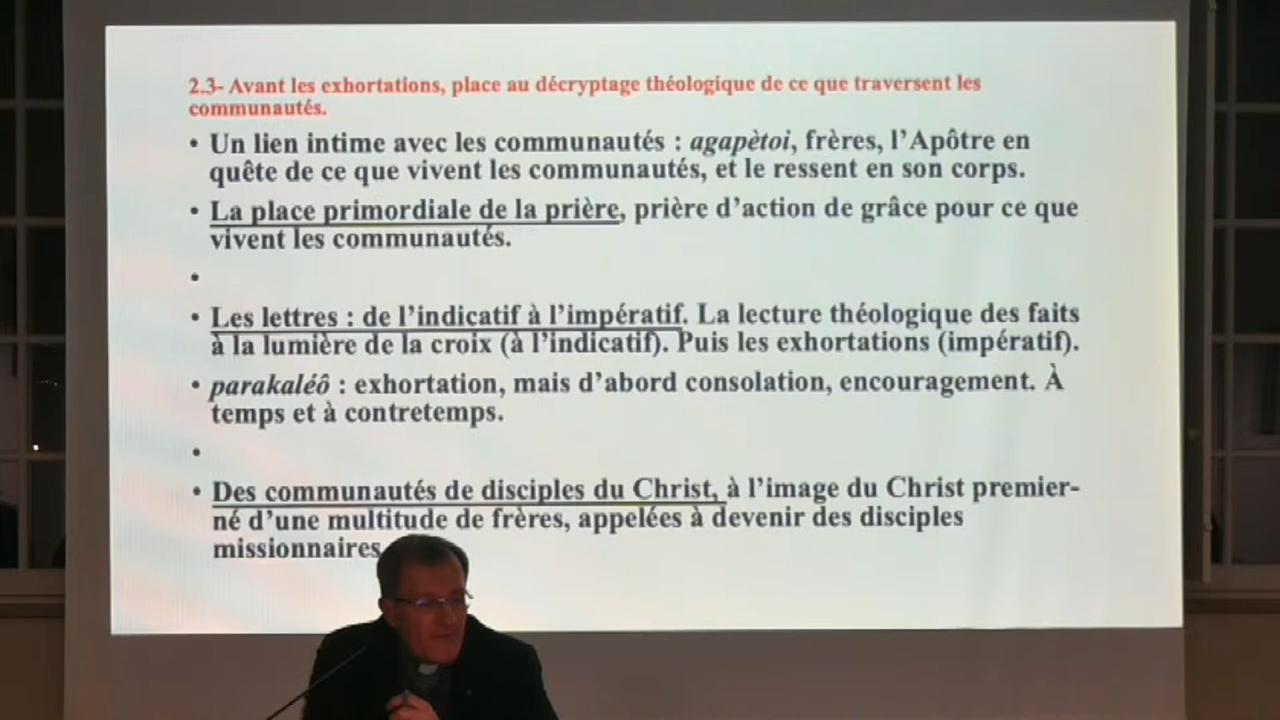 2.3- Avant les exhortations, place au décryptage théologique de ce que traversent les
communautés.
• Un lien intime avec les communautés : agapètoi, frères, l’Apôtre en
quête de ce que vivent les communautés, et le ressent en son corps.
• La place primordiale de la prière, prière d’action de grâce pour ce que
vivent les communautés.
•
• Les lettres : de l’indicatif à l’impératif. La lecture théologique des faits
à la lumière de la croix (à l’indicatif). Puis les exhortations (impératif).
• parakaléô : exhortation, mais d’abord consolation, encouragement. À
temps et à contretemps.
•
• Des communautés de disciples du Christ, à l’image du Christ premier-
né d’une multitude de frères, appelées à devenir des disciples
missionnaires